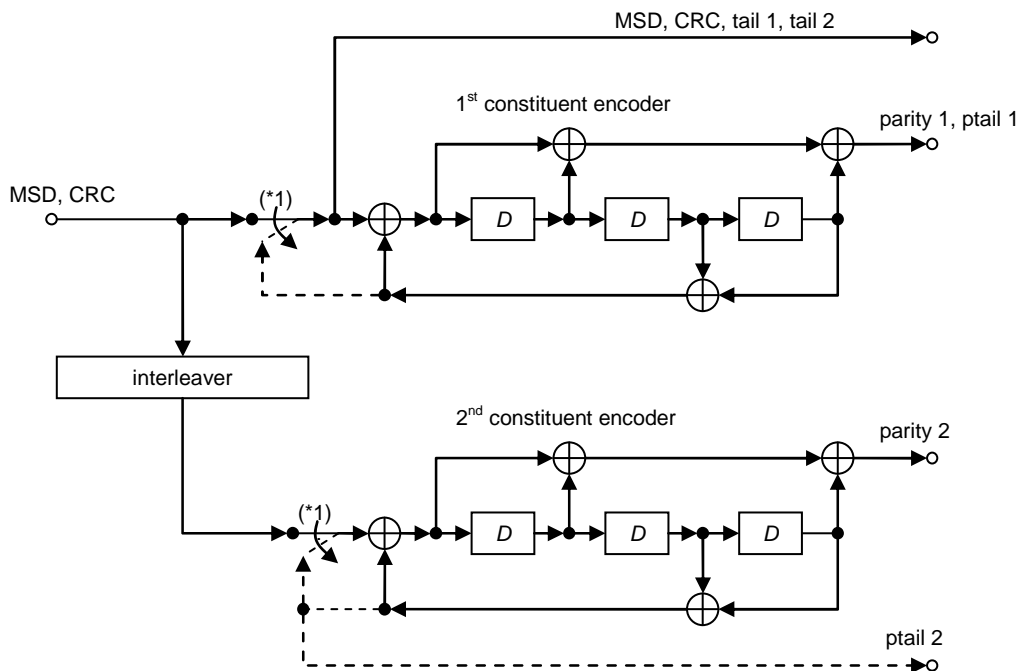 MSD, CRC, tail 1, tail 2
1st constituent encoder
parity 1, ptail 1
MSD, CRC
(*1)
D
D
D
interleaver
2nd constituent encoder
parity 2
(*1)
D
D
D
ptail 2